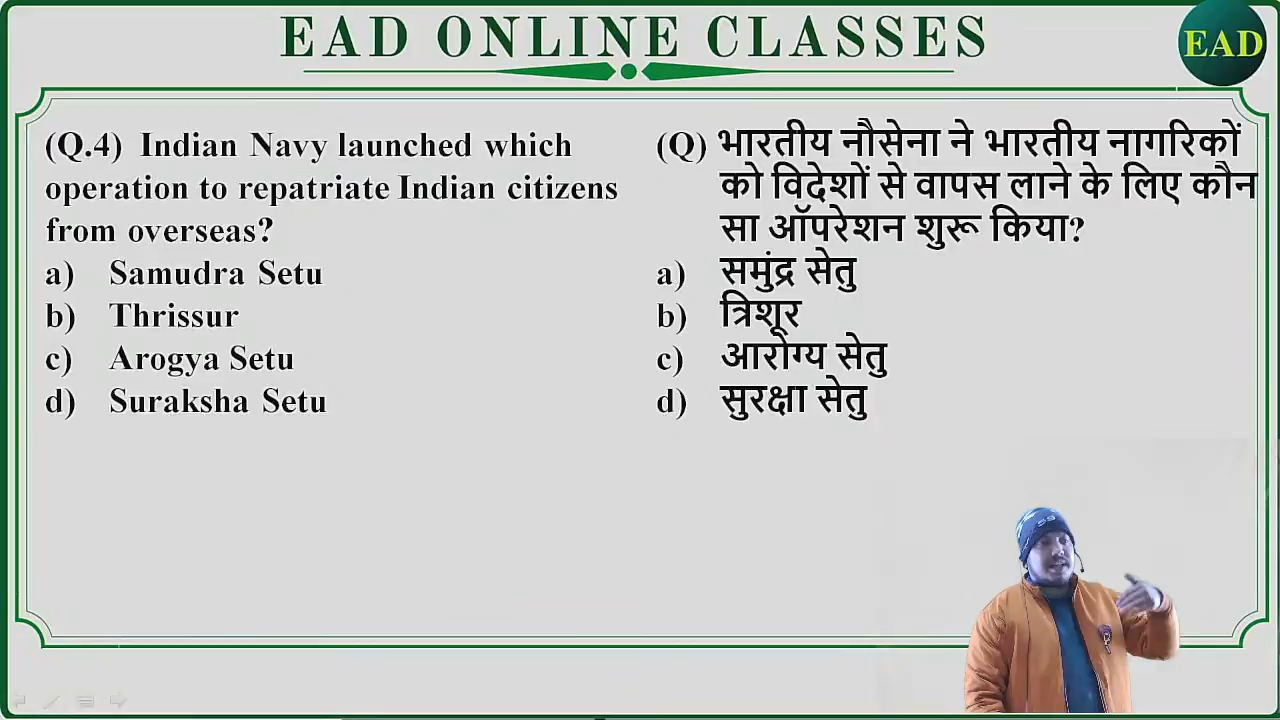 EAD ONLINE CLASSES
EAD
(Q.4) Indian Navy launched which
operation to repatriate Indian citizens
from overseas?
a) Samudra Setu
b) Thrissur
c) Arogya Setu
d) Suraksha Setu
(Q) भारतीय नौसेना ने भारतीय नागरिकों
को विदेशों से वापस लाने के लिए कौन
सा ऑपरेशन शुरू किया?
a) समुंद्र सेतु
b) त्रिशूर
c) आरोग्य सेतु
d) सुरक्षा सेतु
59